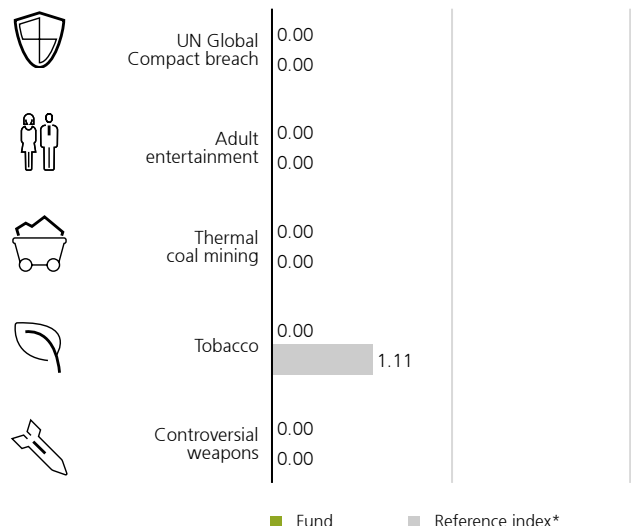 UN Global
Compact breach
0.00
0.00
Adult
entertainment
0.00
0.00
Thermal
coal mining
0.00
0.00
Tobacco
0.00
1.11
Controversial
weapons
0.00
0.00
Fund
Reference index*